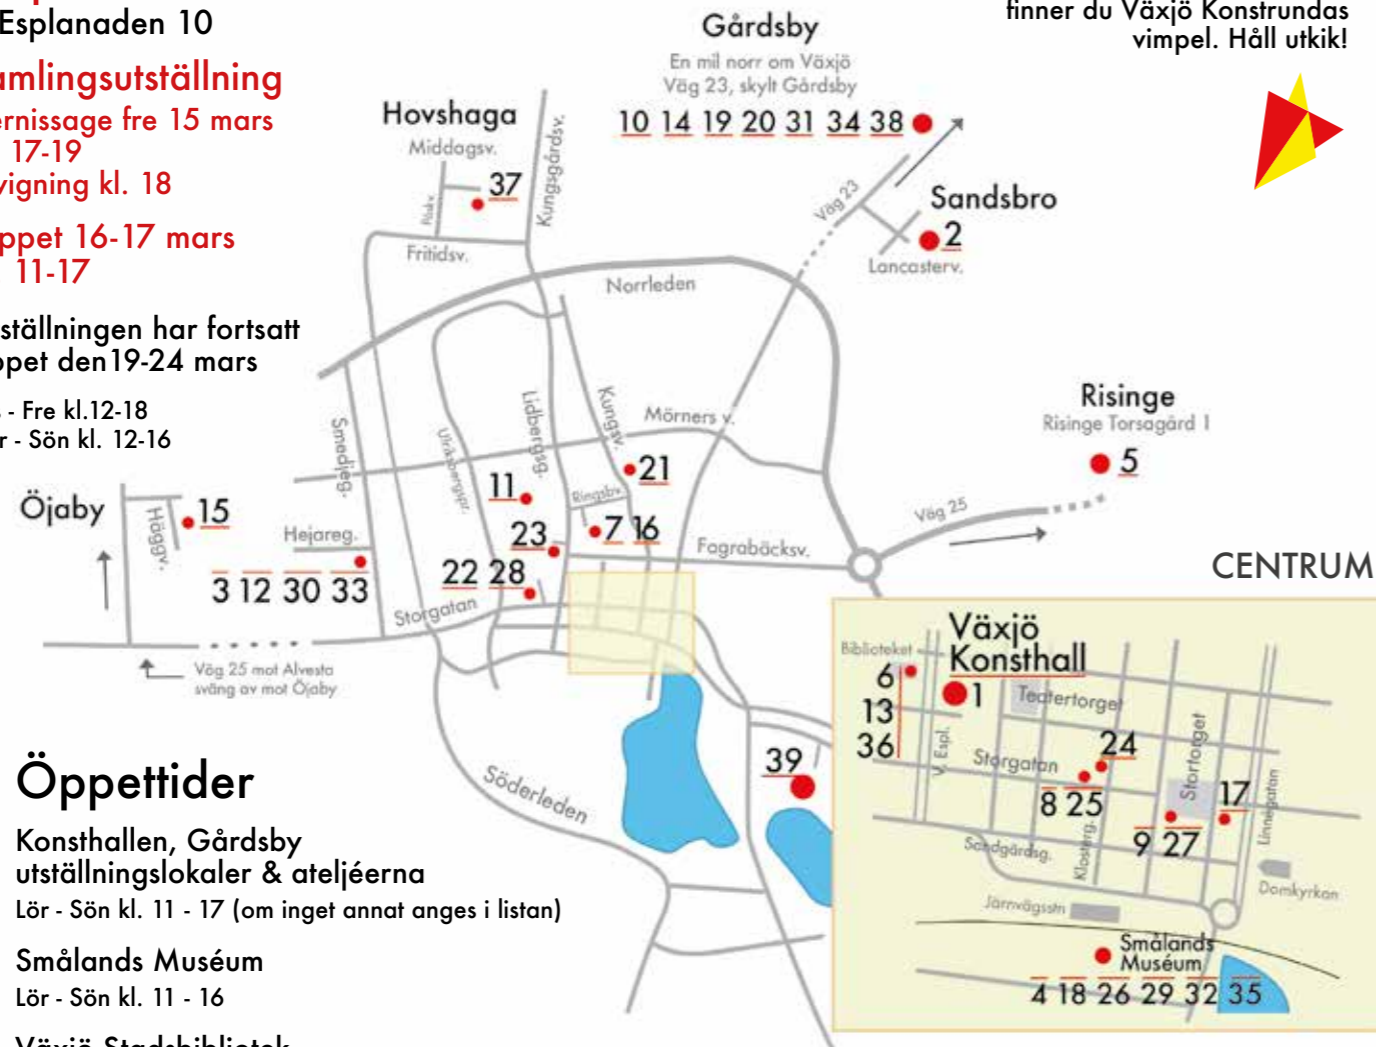 Esplanaden 10
amlingsutställning
ernissage fre 15 mars
17-19
vigning kl. 18
ppet 16-17 mars
11-17
ställningen har fortsatt
ppet den19-24 mars
s - Fre kl.12-18
r - Sön kl. 12-16
finner du Växjö Konstrundas
vimpel. Håll utkik!
Gårdsby
En mil norr om Växjö
Väg 23, skylt Gårdsby
10 14 19 20 31 34 38
Hovshaga
Middagsv.
37
Kungsgårdsv.
Fritidsv.
Väg 23
Sandsbro
2
Lancasterv.
Norrleden
Risinge
Risinge Torsagård 1
5
Väg 25
Smedjeg.
Ulriksbergspr.
Lidbergsg.
Kungsv.
Mörners v.
21
11
Ringsbv.
23
7 16
22 28
Fagrabäcksv.
Storgatan
Öjaby
Häggv.
15
Hejareg.
3 12 30 33
Väg 25 mot Alvesta
sväng av mot Öjaby
Söderleden
39
CENTRUM
Växjö
Konsthall
1
Biblioteket
6
13
36
V. Espl.
Teatertorget
Storgatan
24
8 25
Stortorget
17
9 27
Linnégatan
Sandgärdsg.
Klosterg.
Domkyrkan
Järnvägsstn
Smålands
Muséum
4 18 26 29 32 35
Öppettider
Konsthallen, Gårdsby
utställningslokaler & ateljéerna
Lör - Sön kl. 11 - 17 (om inget annat anges i listan)
Smålands Muséum
Lör - Sön kl. 11 - 16
Växjö Stadsbibliotek